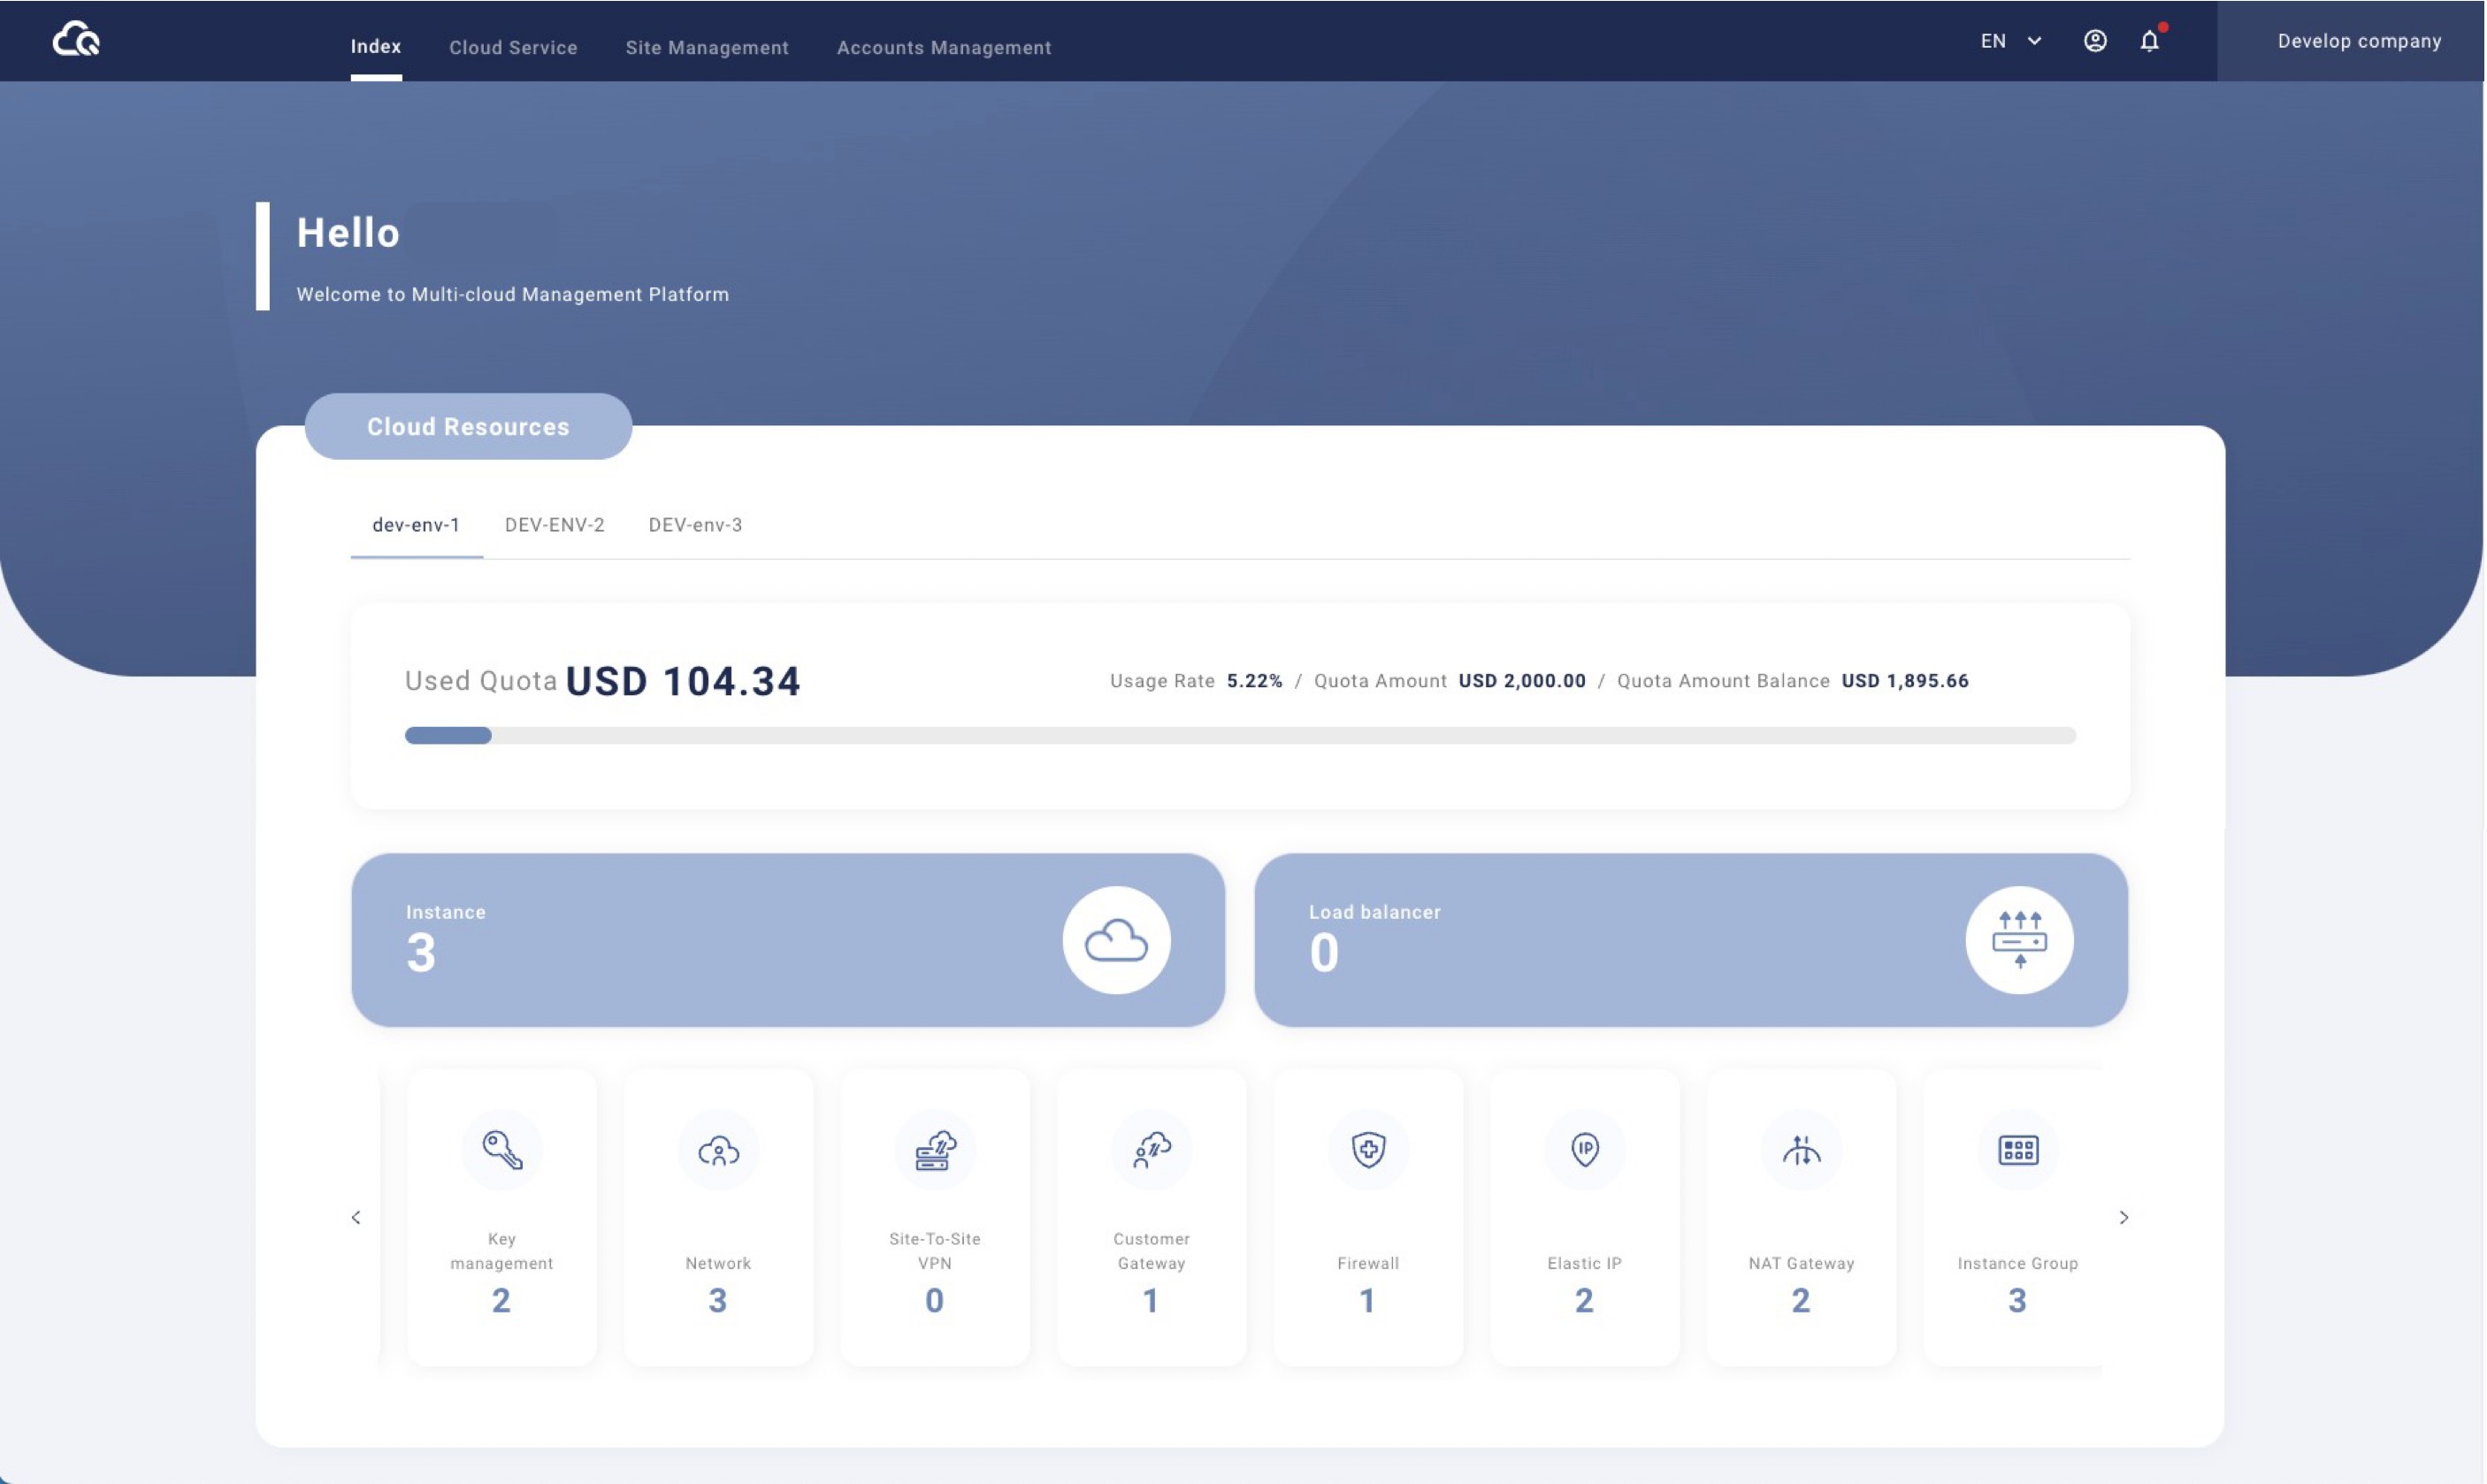 Index Cloud Service Site Management Accounts Management EN Develop company
Hello
Welcome to Multi-cloud Management Platform
Cloud Resources
dev-env-1 DEV-ENV-2 DEV-env-3
Used Quota USD 104.34 Usage Rate 5.22% / Quota Amount USD 2,000.00 / Quota Amount Balance USD 1,895.66
Instance
3
Load balancer
0
Key
management
2
Network
3
Site-To-Site
VPN
0
Customer
Gateway
1
Firewall
1
IP
Elastic IP
2
NAT Gateway
2
Instance Group
3